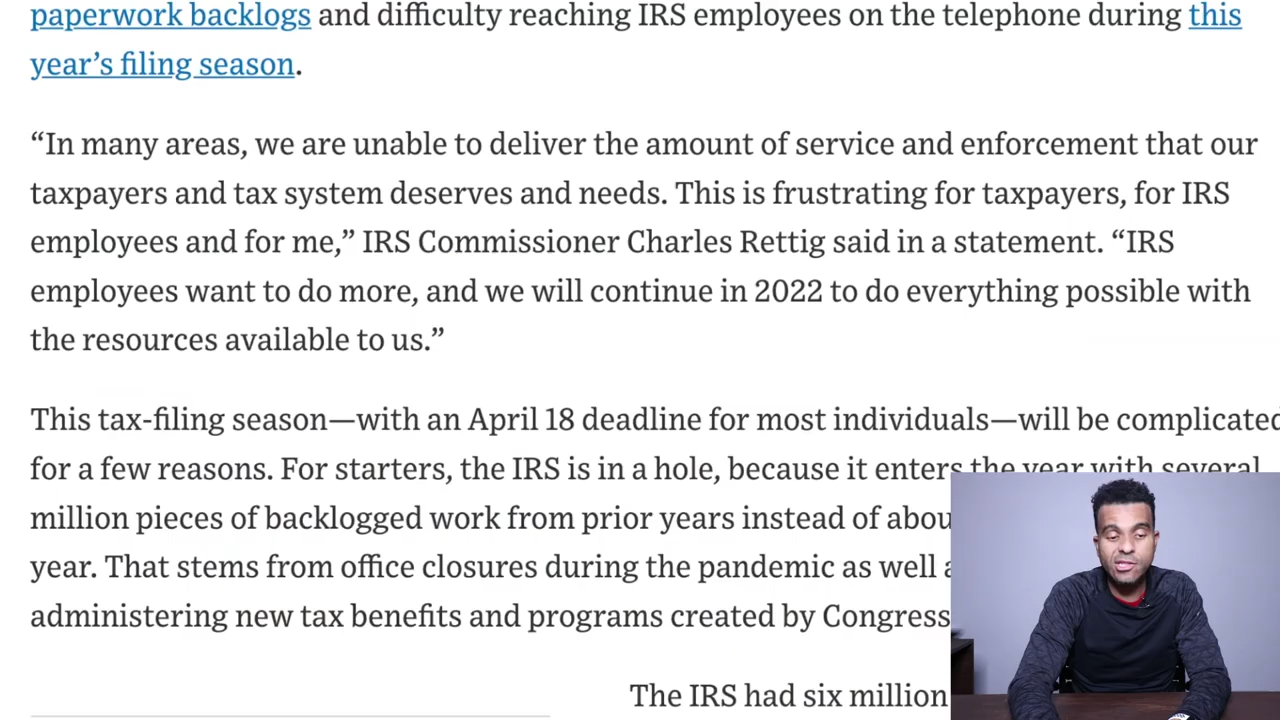 paperwork backlogs and difficulty reaching IRS employees on the telephone during this
year’s filing season.
“In many areas, we are unable to deliver the amount of service and enforcement that our
taxpayers and tax system deserves and needs. This is frustrating for taxpayers, for IRS
employees and for me,” IRS Commissioner Charles Rettig said in a statement. “IRS
employees want to do more, and we will continue in 2022 to do everything possible with
the resources available to us.”
This tax-filing season—with an April 18 deadline for most individuals—will be complicated
for a few reasons. For starters, the IRS is in a hole, because it enters the year with several
million pieces of backlogged work from prior years instead of
year. That stems from office closures during the pandemic as well
administering new tax benefits and programs created by Congress
The IRS had six million